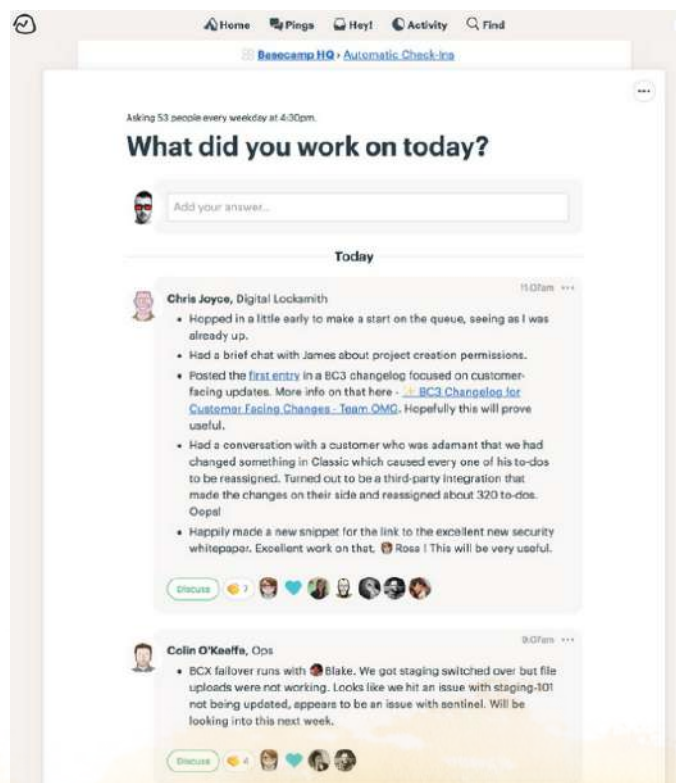 Home Pings Hey! Activity Find
Basecamp HQ › Automatic Check-Ins
Asking 53 people every weekday at 4:30pm.
What did you work on today?
Add your answer...
Today
11:07am
Chris Joyce, Digital Locksmith
• Hopped in a little early to make a start on the queue, seeing as I was
already up.
• Had a brief chat with James about project creation permissions.
• Posted the first entry in a BC3 changelog focused on customer-
facing updates. More info on that here - ✨ BC3 Changelog for
Customer Facing Changes - Team OMG. Hopefully this will prove
useful.
• Had a conversation with a customer who was adamant that we had
changed something in Classic which caused every one of his to-dos
to be reassigned. Turned out to be a third-party integration that
made the changes on their side and reassigned about 320 to-dos.
Oops!
• Happily made a new snippet for the link to the excellent new security
whitepaper. Excellent work on that, Rosa ! This will be very useful.
Discuss 7
9:07am
Colin O'Keeffe, Ops
• BCX failover runs with Blake. We got staging switched over but file
uploads were not working. Looks like we hit an issue with staging-101
not being updated, appears to be an issue with sentinel. Will be
looking into this next week.
Discuss 4